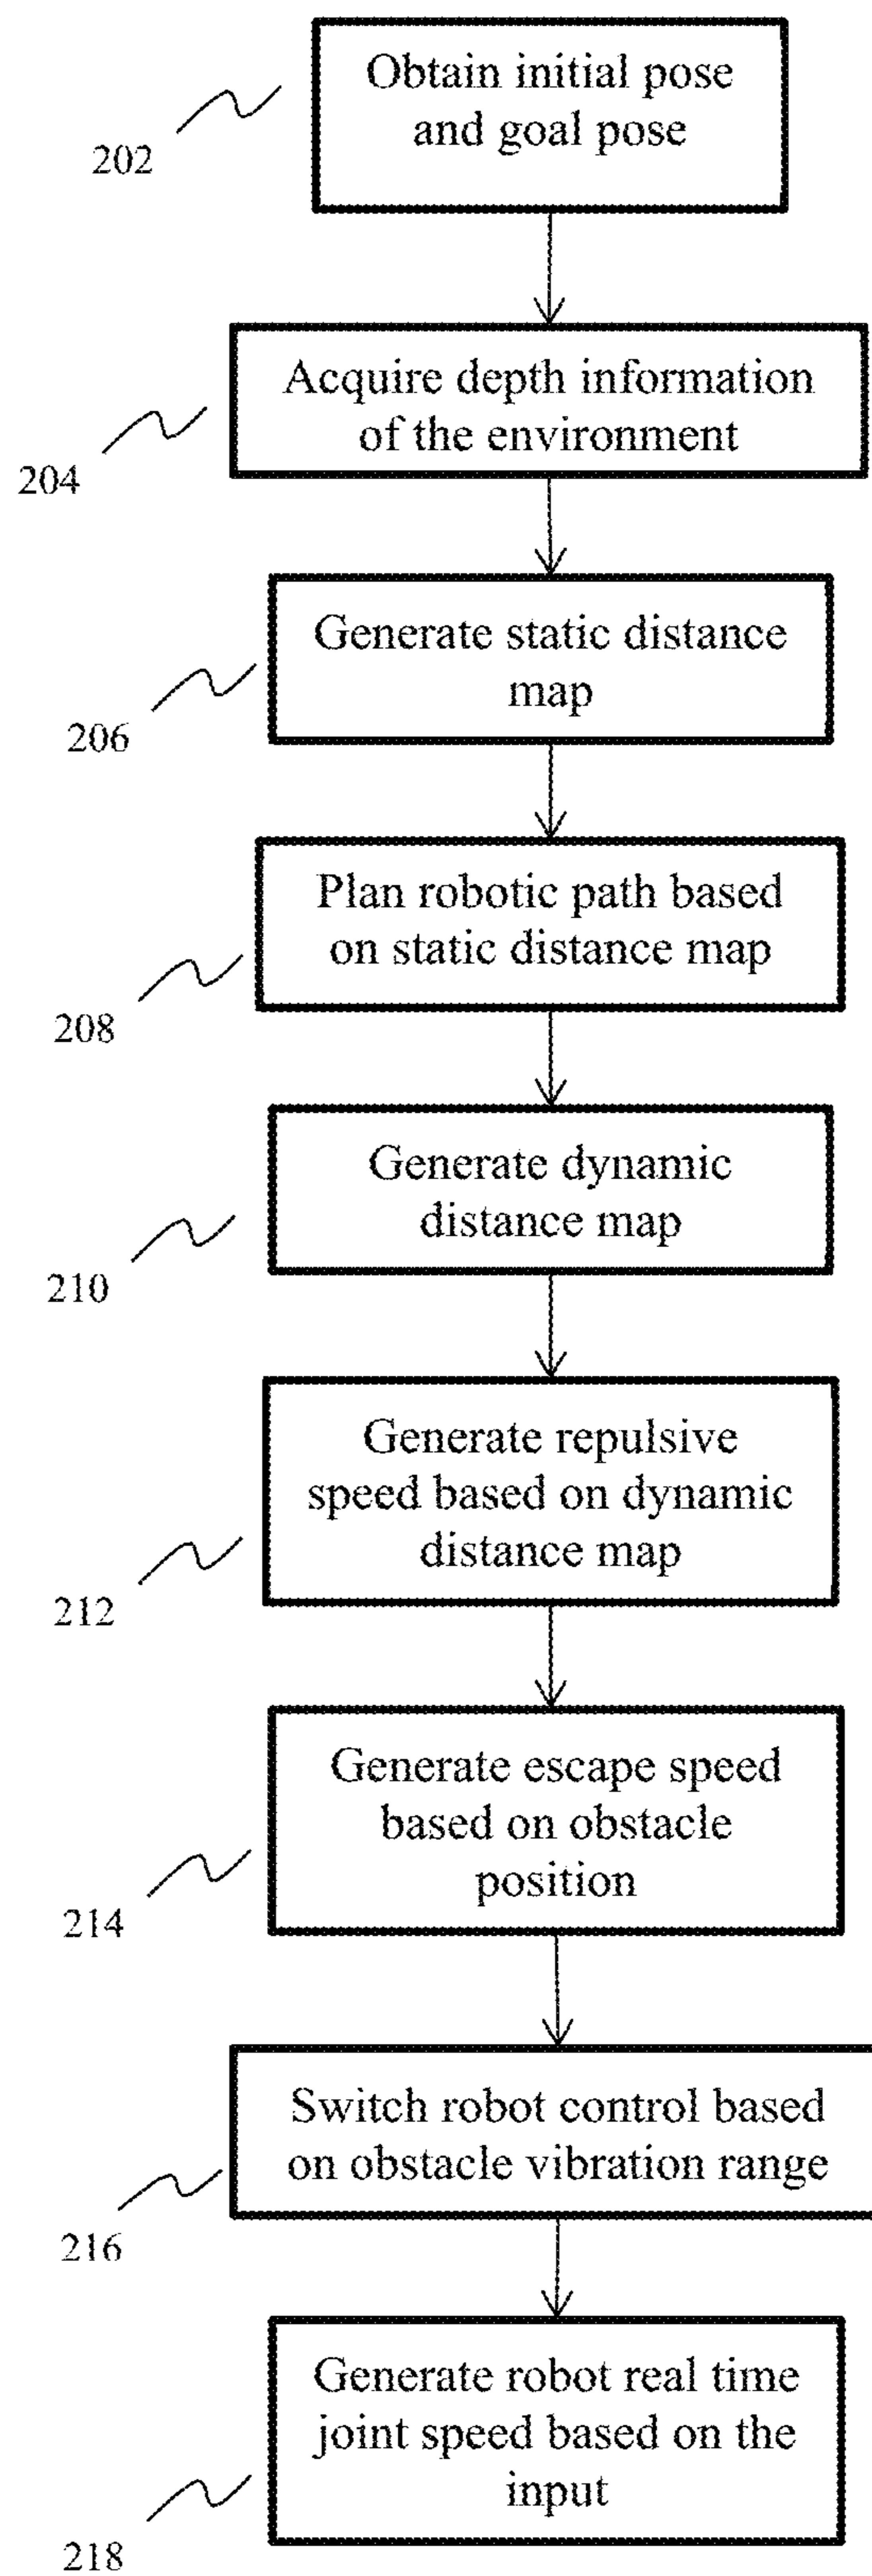 Obtain initial pose
and goal pose
202
Acquire depth information
of the environment
204
Generate static distance
map
206
Plan robotic path based
on static distance map
208
Generate dynamic
distance map
210
Generate repulsive
speed based on dynamic
distance map
212
Generate escape speed
based on obstacle
position
214
Switch robot control based
on obstacle vibration range
216
Generate robot real time
joint speed based on the
input
218